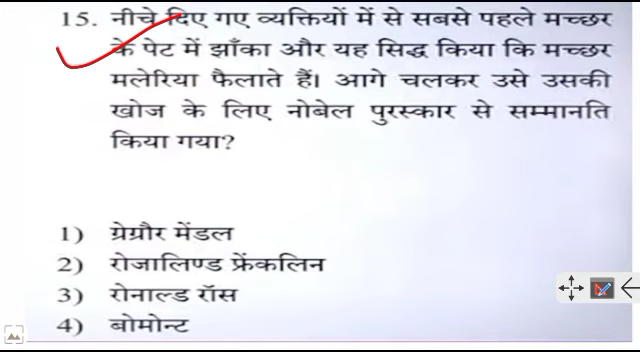 15. नीचे दिए गए व्यक्तियों में से सबसे पहले मच्छर
के पेट में झाँका और यह सिद्ध किया कि मच्छर
मलेरिया फैलाते हैं। आगे चलकर उसे उसकी
खोज के लिए नोबेल पुरस्कार से सम्मानति
किया गया?
1) ग्रेग्रौर मेंडल
2) रोजालिण्ड फ्रेंकलिन
3) रोनाल्ड रॉस
4) बोमोन्ट